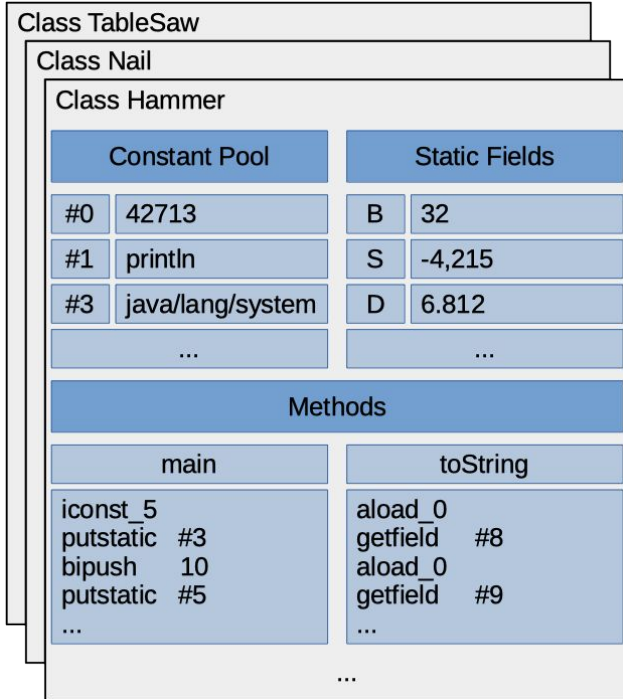 Class TableSaw
Class Nail
Class Hammer
Constant Pool
Static Fields
#0 42713
B 32
#1 println
S -4,215
#3 java/lang/system
D 6.812
...
...
Methods
main
toString
iconst_5
putstatic #3
bipush 10
putstatic #5
...
aload_0
getfield #8
aload_0
getfield #9
...
...